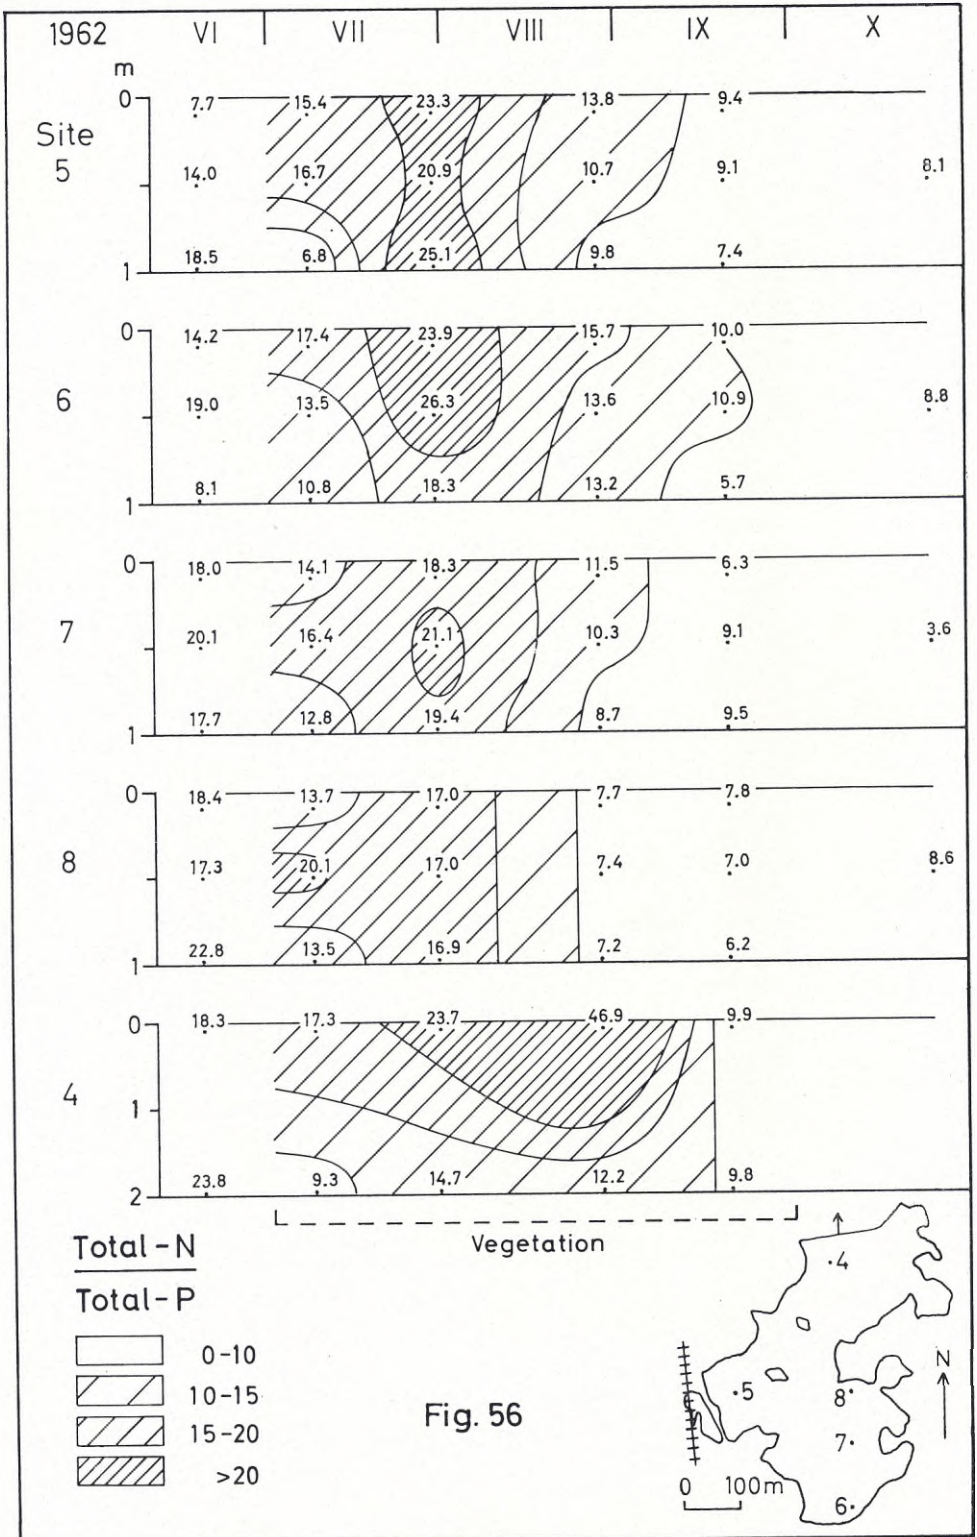 1962 VI VII VIII IX X
m
0 7.7 15.4 23.3 13.8 9.4
Site
5 14.0 16.7 20.9 10.7 9.1 8.1
1 18.5 6.8 25.1 9.8 7.4
0 14.2 17.4 23.9 15.7 10.0
6 19.0 13.5 26.3 13.6 10.9 8.8
1 8.1 10.8 18.3 13.2 5.7
0 18.0 14.1 18.3 11.5 6.3
7 20.1 16.4 21.1 10.3 9.1 3.6
1 17.7 12.8 19.4 8.7 9.5
0 18.4 13.7 17.0 7.7 7.8
8 17.3 20.1 17.0 7.4 7.0 8.6
1 22.8 13.5 16.9 7.2 6.2
0 18.3 17.3 23.7 46.9 9.9
4 1
2 23.8 9.3 14.7 12.2 9.8
Vegetation
Total-N
Total-P
0-10
10-15
15-20
>20
Fig. 56
4
N
5
8
7
0 100m
6